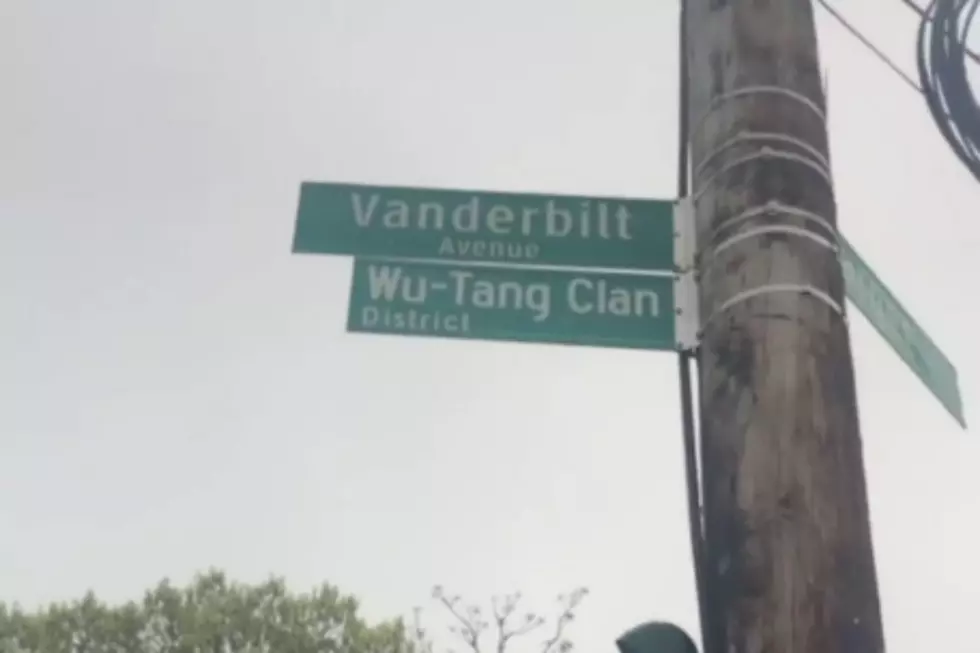 Vanderbilt
Avenue
Wu-Tang Clan
District